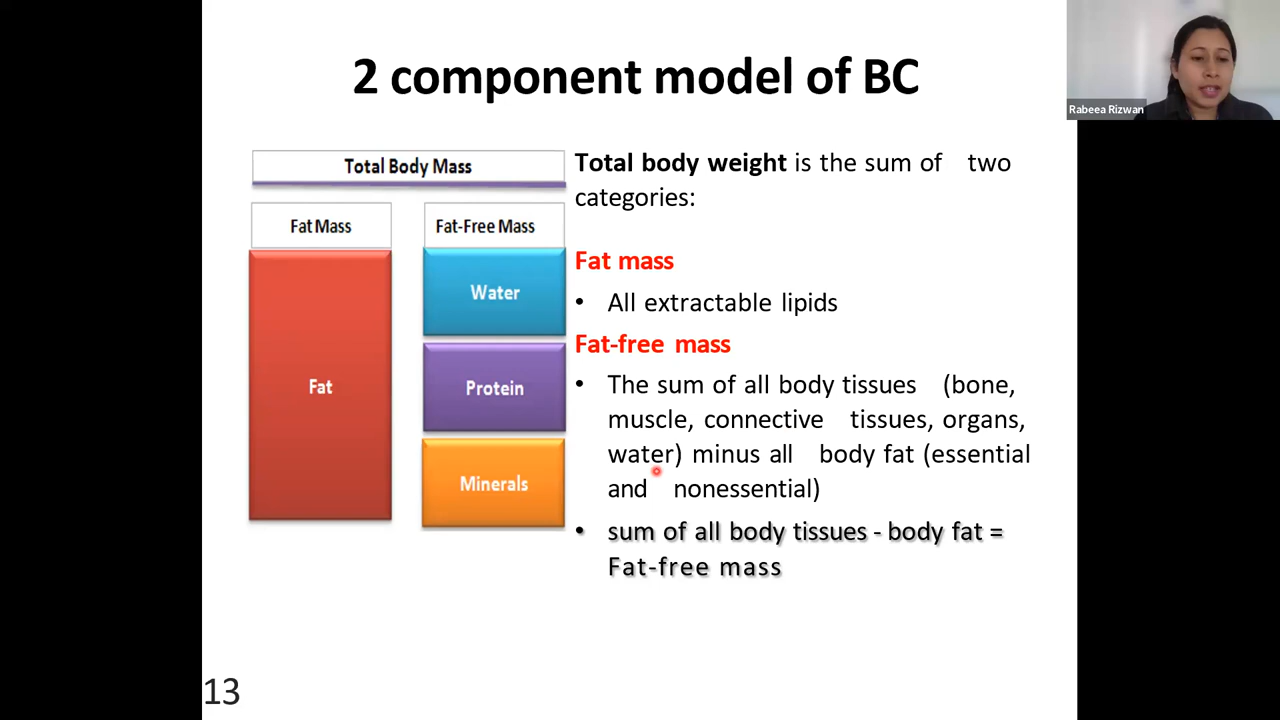 2 component model of BC
Rabeea Rizwan
Total Body Mass
Fat Mass
Fat-Free Mass
Fat
Water
Protein
Minerals
Total body weight is the sum of two
categories:
Fat mass
• All extractable lipids
Fat-free mass
• The sum of all body tissues (bone,
muscle, connective tissues, organs,
water) minus all body fat (essential
and nonessential)
• sum of all body tissues - body fat =
Fat-free mass
13